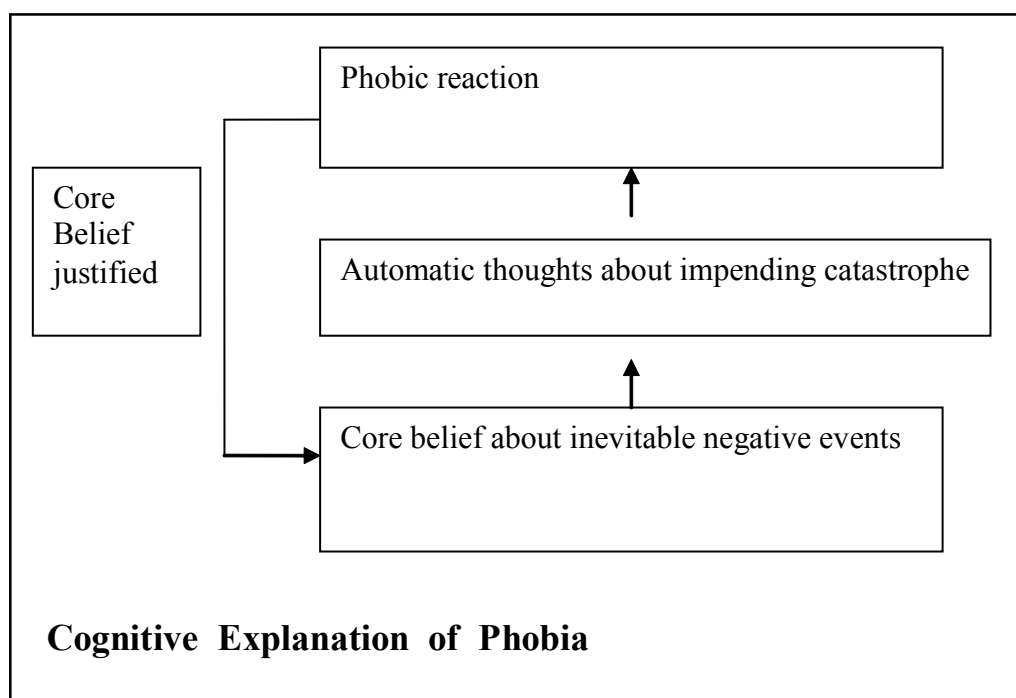 Phobic reaction
Core
Belief
justified
Automatic thoughts about impending catastrophe
Core belief about inevitable negative events
Cognitive Explanation of Phobia